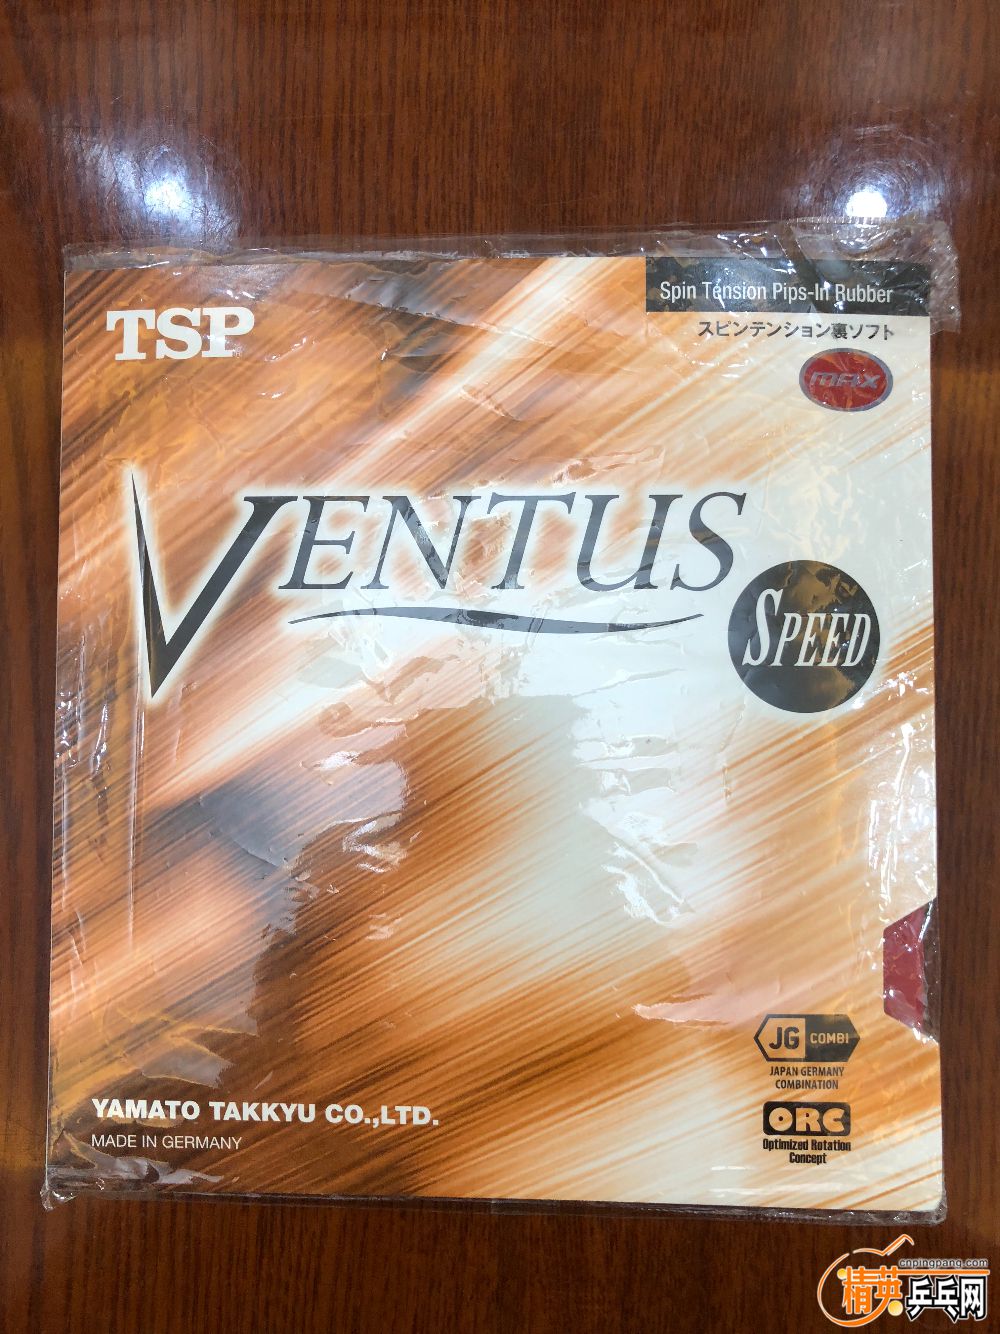 TSP
Spin Tension Pips-In Rubber
スピンテンション裏ソフト
MAX
VENTUS
SPEED
JG COMBI
JAPAN GERMANY
COMBINATION
ORC
Optimized Rotation
Concept
YAMATO TAKKYU CO.,LTD.
MADE IN GERMANY
cnpingpang.com
精英乒乓网